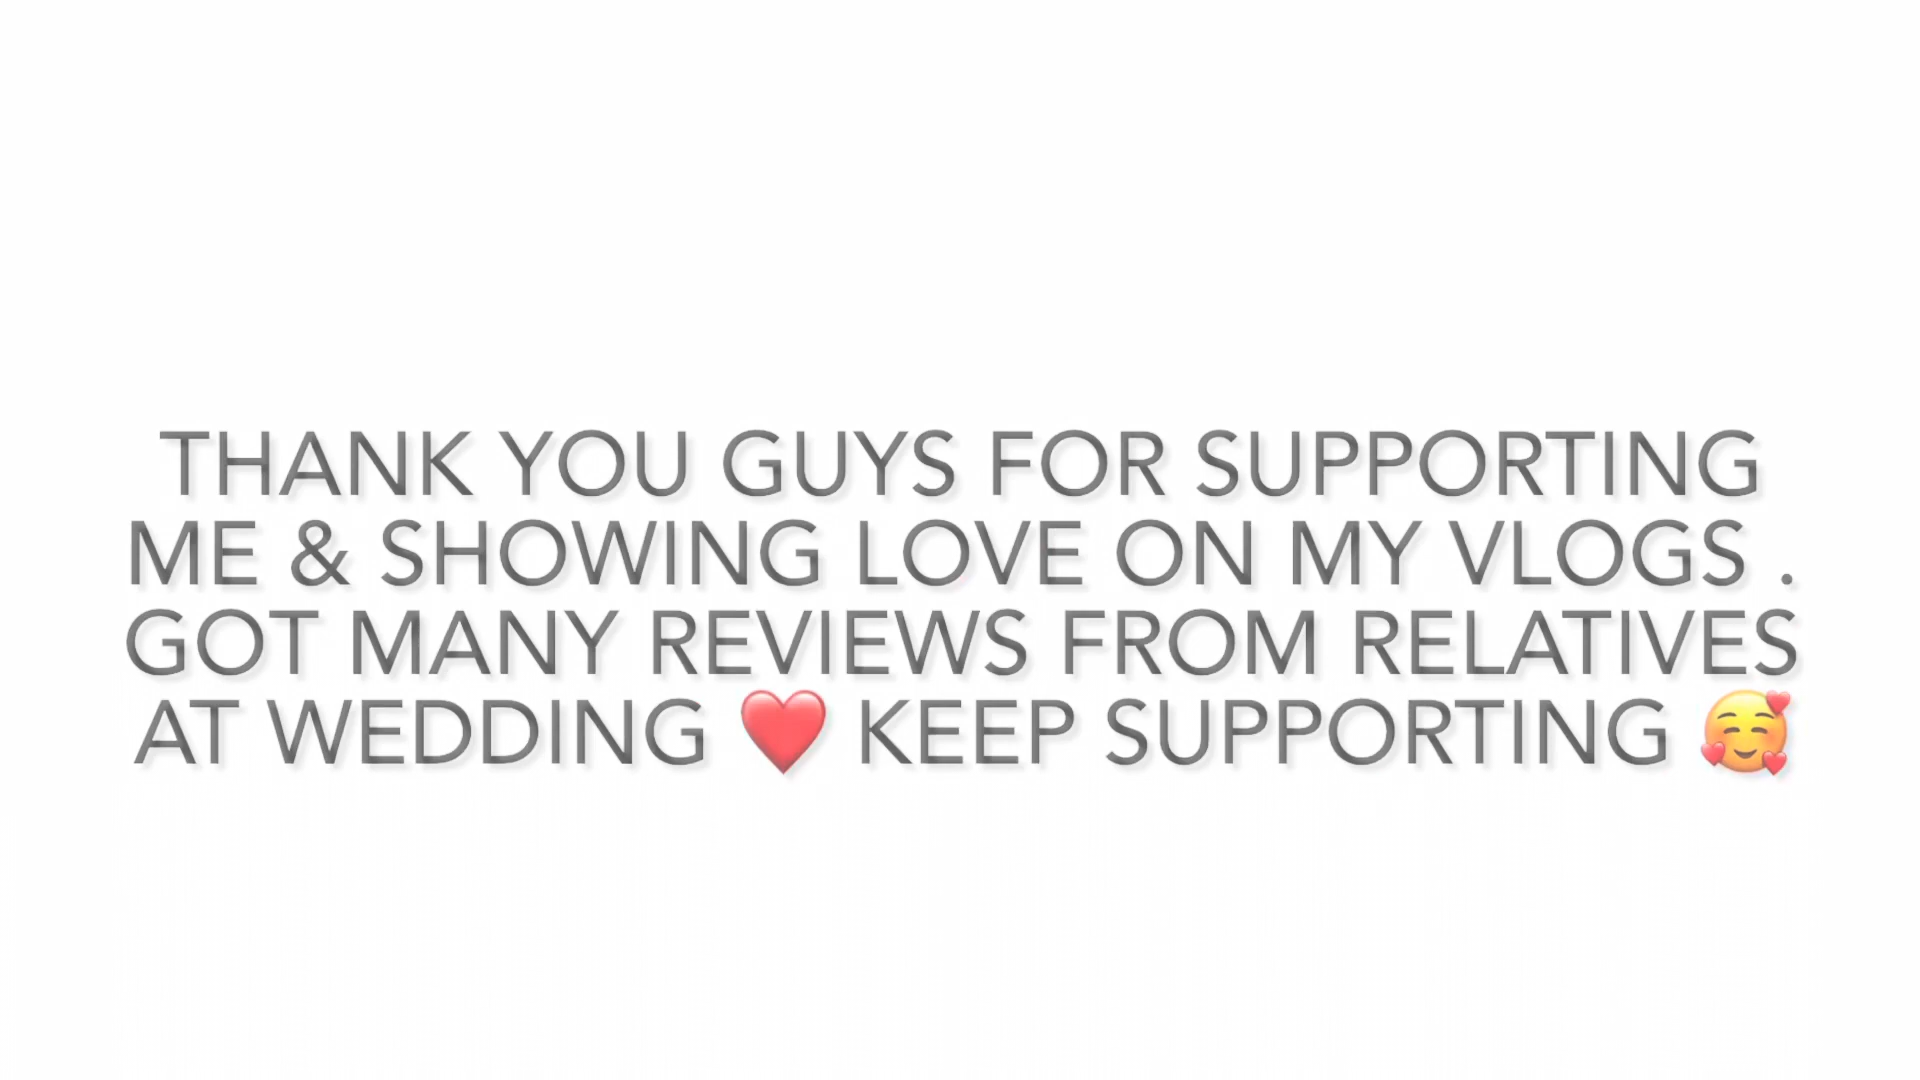 THANK YOU GUYS FOR SUPPORTING
ME & SHOWING LOVE ON MY VLOGS .
GOT MANY REVIEWS FROM RELATIVES
AT WEDDING ❤️ KEEP SUPPORTING 🥰